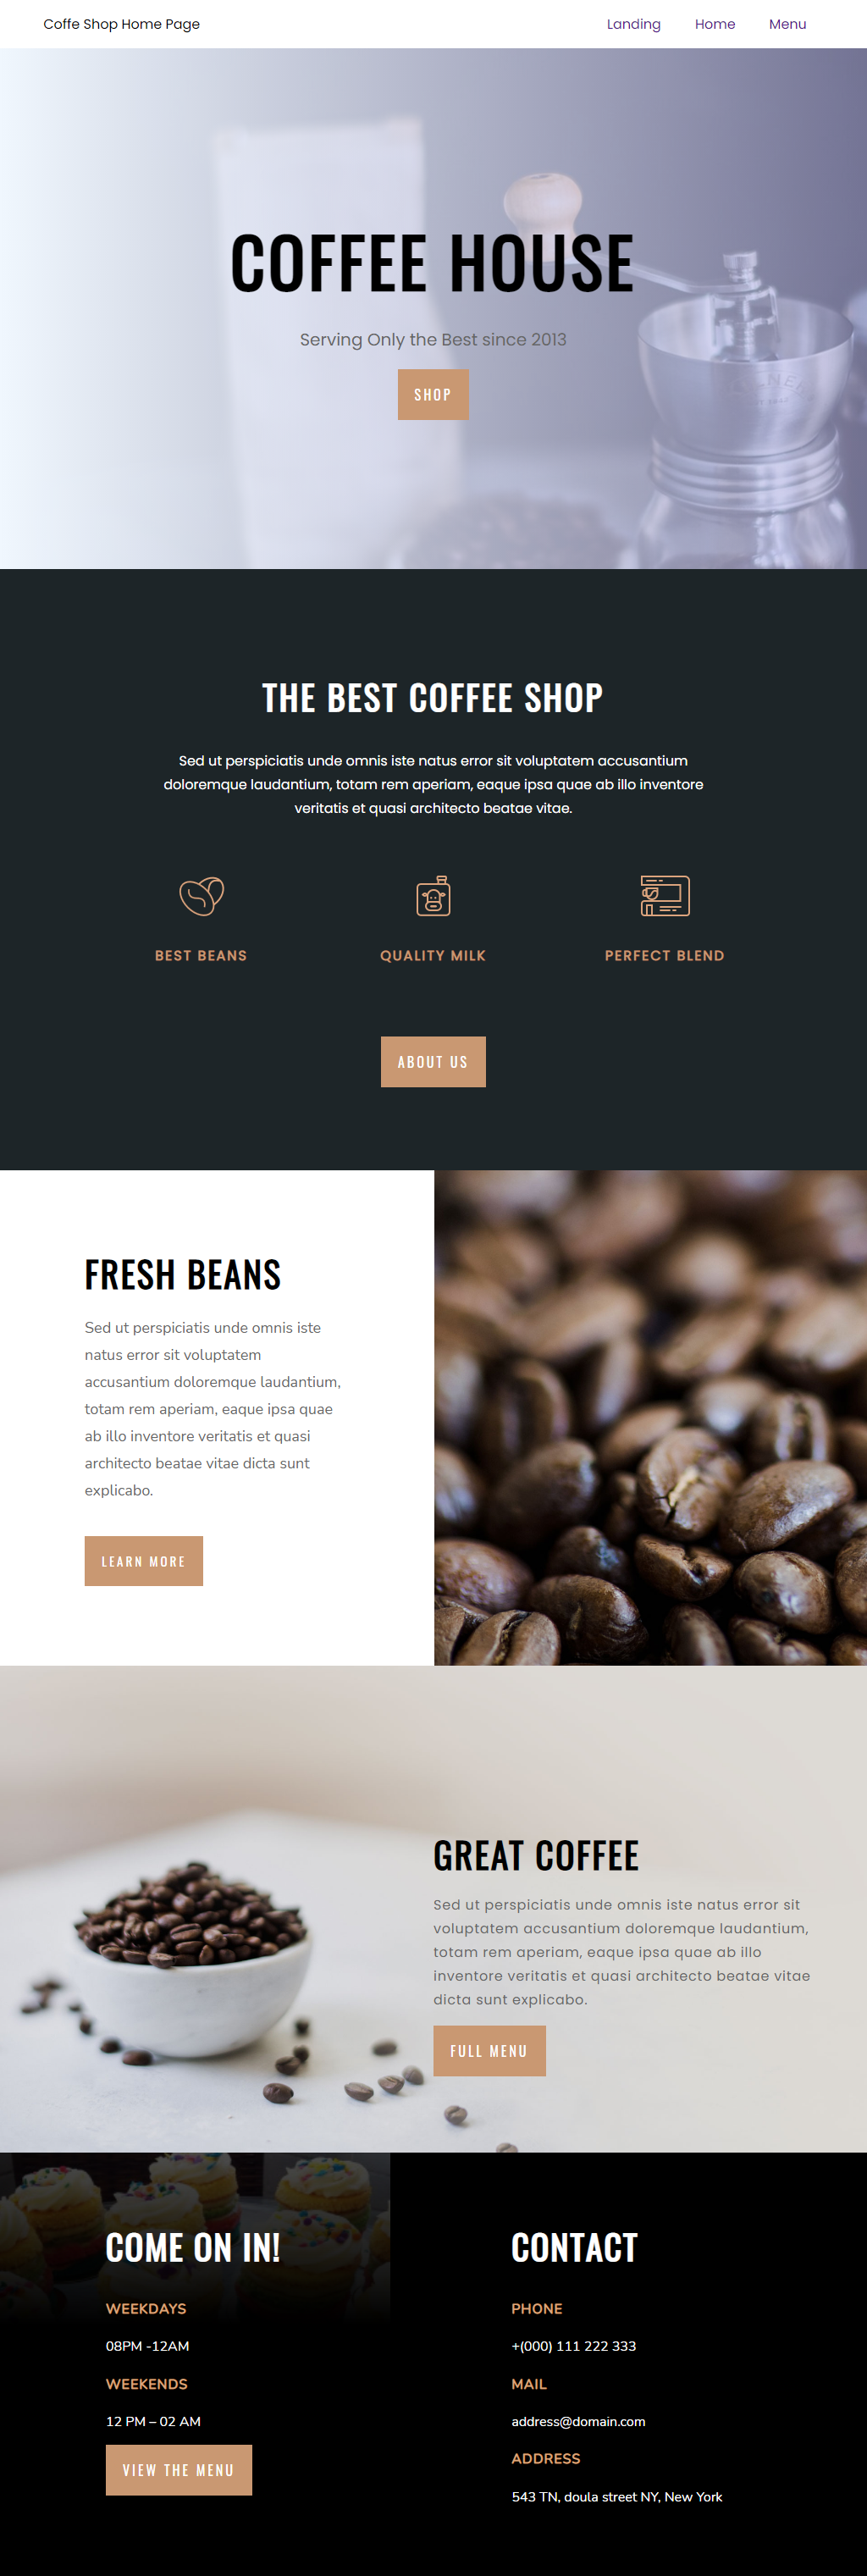 Coffe Shop Home Page
Landing Home Menu
COFFEE HOUSE
Serving Only the Best since 2013
SHOP
THE BEST COFFEE SHOP
Sed ut perspiciatis unde omnis iste natus error sit voluptatem accusantium
doloremque laudantium, totam rem aperiam, eaque ipsa quae ab illo inventore
veritatis et quasi architecto beatae vitae.
BEST BEANS
QUALITY MILK
PERFECT BLEND
ABOUT US
FRESH BEANS
Sed ut perspiciatis unde omnis iste
natus error sit voluptatem
accusantium doloremque laudantium,
totam rem aperiam, eaque ipsa quae
ab illo inventore veritatis et quasi
architecto beatae vitae dicta sunt
explicabo.
LEARN MORE
GREAT COFFEE
Sed ut perspiciatis unde omnis iste natus error sit
voluptatem accusantium doloremque laudantium,
totam rem aperiam, eaque ipsa quae ab illo
inventore veritatis et quasi architecto beatae vitae
dicta sunt explicabo.
FULL MENU
COME ON IN!
WEEKDAYS
08PM -12AM
WEEKENDS
12 PM – 02 AM
VIEW THE MENU
CONTACT
PHONE
+(000) 111 222 333
MAIL
address@domain.com
ADDRESS
543 TN, doula street NY, New York